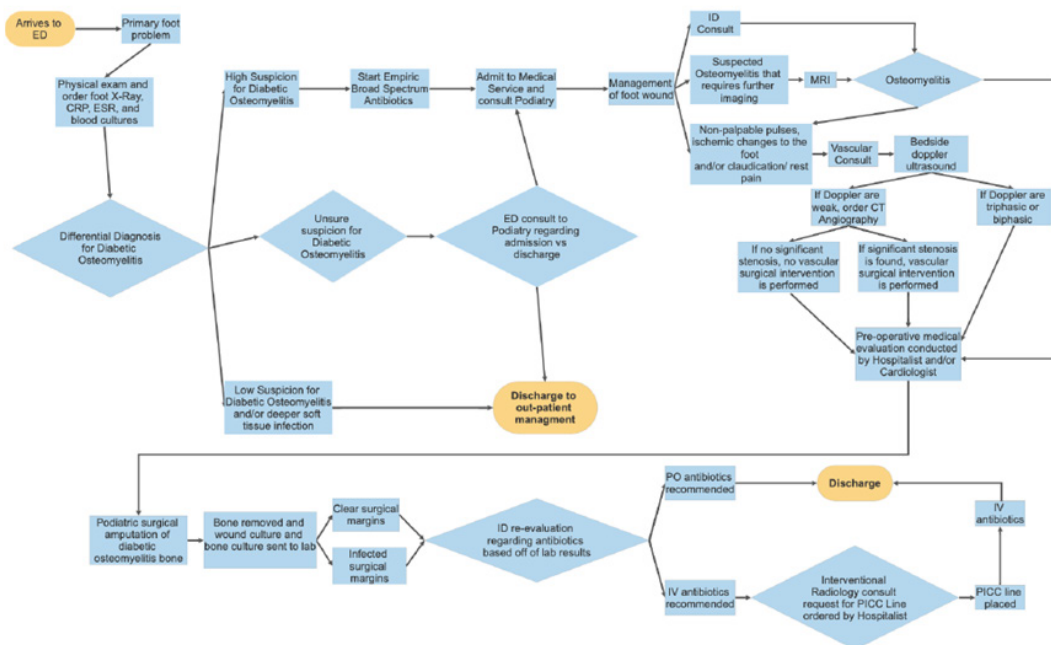 Arrives to
ED
Primary foot
problem
Physical exam and
order foot X-Ray,
CRP, ESR, and
blood cultures
Differential Diagnosis
for Diabetic
Osteomyelitis
High Suspicion
for Diabetic
Osteomyelitis
Start Empiric
Broad Spectrum
Antibiotics
Admit to Medical
Service and
consult Podiatry
Unsure
suspicion for
Diabetic
Osteomyelitis
ED consult to
Podiatry regarding
admission vs
discharge
Low Suspicion for
Diabetic Osteomyelitis
and/or deeper soft
tissue infection
Discharge to
out-patient
managment
Management
of foot wound
ID
Consult
Suspected
Osteomyelitis that
requires further
imaging
MRI
Osteomyelitis
Non-palpable pulses,
ischemic changes to the
foot
and/or claudication/ rest
pain
Vascular
Consult
Bedside
doppler
ultrasound
If Doppler are
weak, order CT
Angiography
If Doppler are
triphasic or
biphasic
If no significant
stenosis, no vascular
surgical intervention
is performed
If significant stenosis
is found, vascular
surgical intervention
is performed
Pre-operative medical
evaluation conducted
by Hospitalist and/or
Cardiologist
Podiatric surgical
amputation of
diabetic
osteomyelitis bone
Bone removed and
wound culture and
bone culture sent to lab
Clear surgical
margins
Infected
surgical
margins
ID re-evaluation
regarding antibiotics
based off of lab results
PO antibiotics
recommended
Discharge
IV antibiotics
recommended
Interventional
Radiology consult
request for PICC Line
ordered by Hospitalist
PICC line
placed
IV
antibiotics